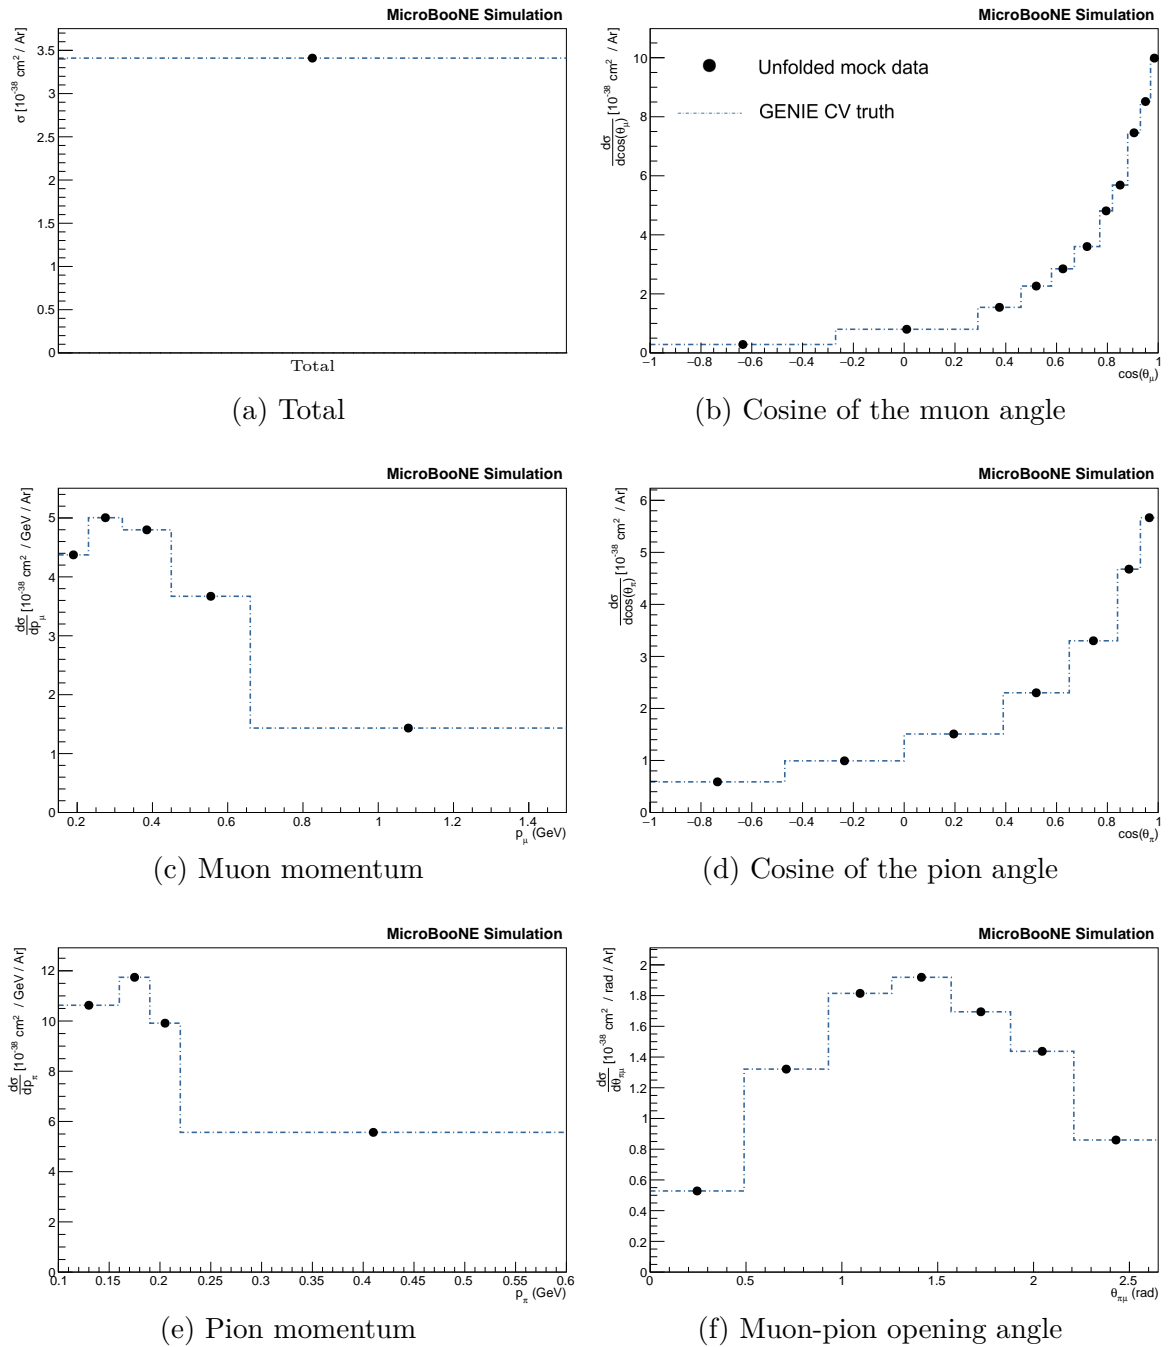 MicroBooNE Simulation
σ [10⁻³⁸ cm² / Ar]
3.5
3
2.5
2
1.5
1
0.5
0
Total
(a) Total
MicroBooNE Simulation
dσ/dcos(θμ) [10⁻³⁸ cm² / Ar]
Unfolded mock data
GENIE CV truth
10
8
6
4
2
0
−1 −0.8 −0.6 −0.4 −0.2 0 0.2 0.4 0.6 0.8 1
cos(θμ)
(b) Cosine of the muon angle
MicroBooNE Simulation
dσ/dpμ [10⁻³⁸ cm² / GeV / Ar]
5
4
3
2
1
0
0.2 0.4 0.6 0.8 1 1.2 1.4
pμ (GeV)
(c) Muon momentum
MicroBooNE Simulation
dσ/dcos(θπ) [10⁻³⁸ cm² / Ar]
6
5
4
3
2
1
0
−1 −0.8 −0.6 −0.4 −0.2 0 0.2 0.4 0.6 0.8 1
cos(θπ)
(d) Cosine of the pion angle
MicroBooNE Simulation
dσ/dpπ [10⁻³⁸ cm² / GeV / Ar]
12
10
8
6
4
2
0
0.1 0.15 0.2 0.25 0.3 0.35 0.4 0.45 0.5 0.55 0.6
pπ (GeV)
(e) Pion momentum
MicroBooNE Simulation
dσ/dθπμ [10⁻³⁸ cm² / rad / Ar]
2
1.8
1.6
1.4
1.2
1
0.8
0.6
0.4
0.2
0
0 0.5 1 1.5 2 2.5
θπμ (rad)
(f) Muon-pion opening angle